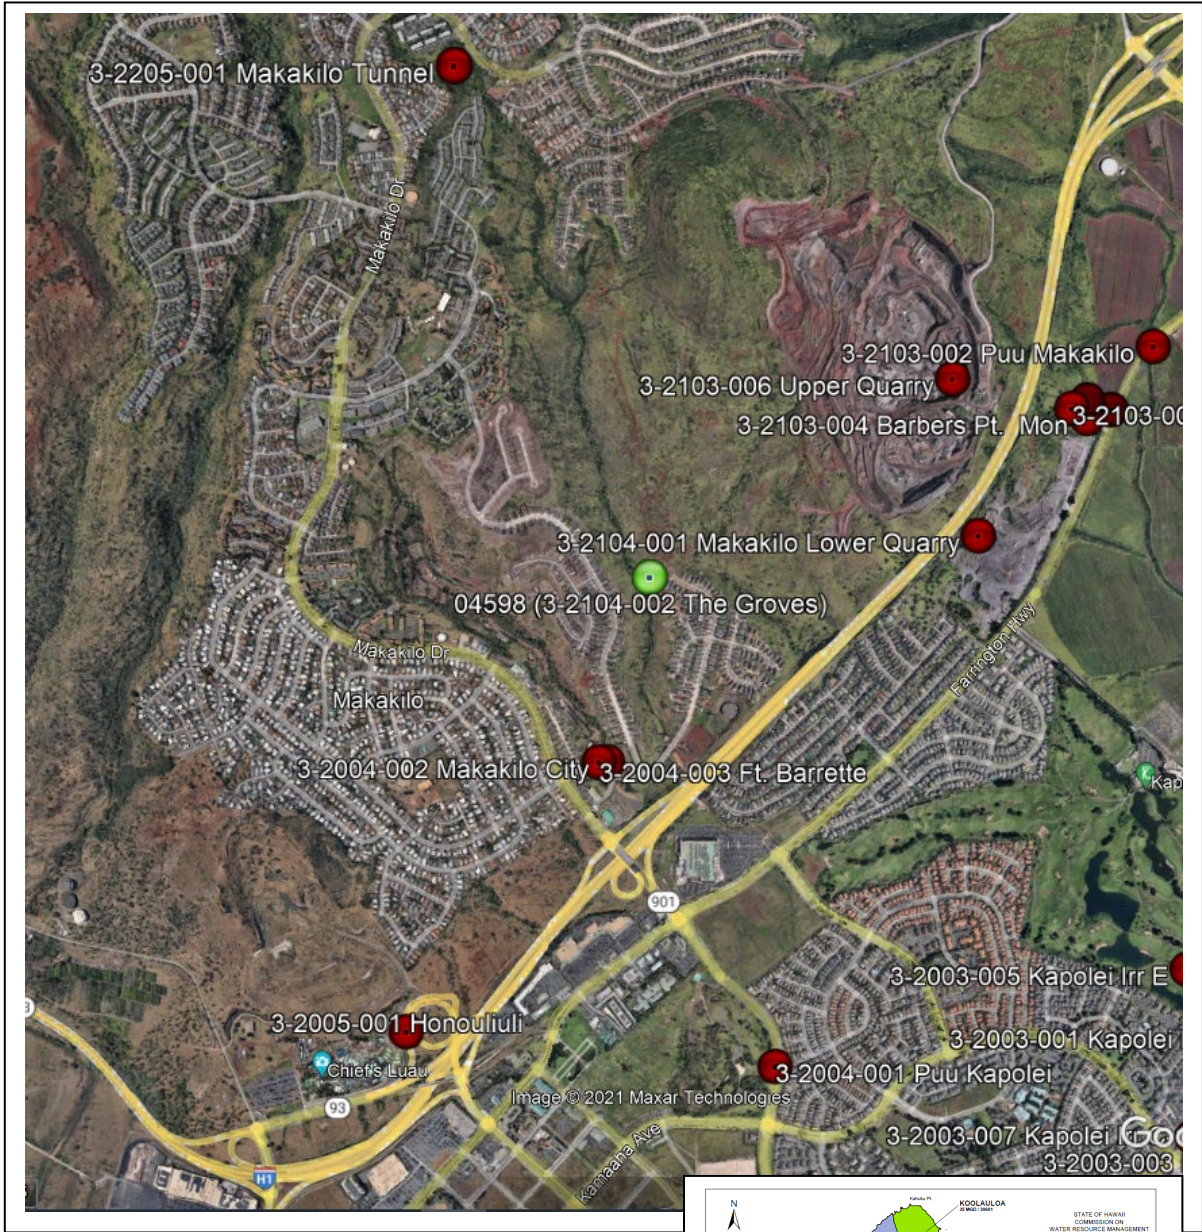 3-2205-001 Makakilo Tunnel
Makakilo Dr
3-2103-002 Puu Makakilo
3-2103-006 Upper Quarry
3-2103-004 Barbers Pt. Mon
3-2103-00
3-2104-001 Makakilo Lower Quarry
04598 (3-2104-002 The Groves)
Farrington Hwy
Makakilo Dr
Makakilo
3-2004-002 Makakilo City
3-2004-003 Ft. Barrette
Kap
901
3-2003-005 Kapolei Irr E
3-2005-001 Honouliuli
3-2003-001 Kapolei
Chief's Luau
3-2004-001 Puu Kapolei
Image © 2021 Maxar Technologies
93
Kamaaha Ave
3-2003-007 Kapolei
Goo
3-2003-003
H1
N
Kahuku Pt.
KOOLAULOA
STATE OF HAWAII
COMMISSION ON
WATER RESOURCE MANAGEMENT